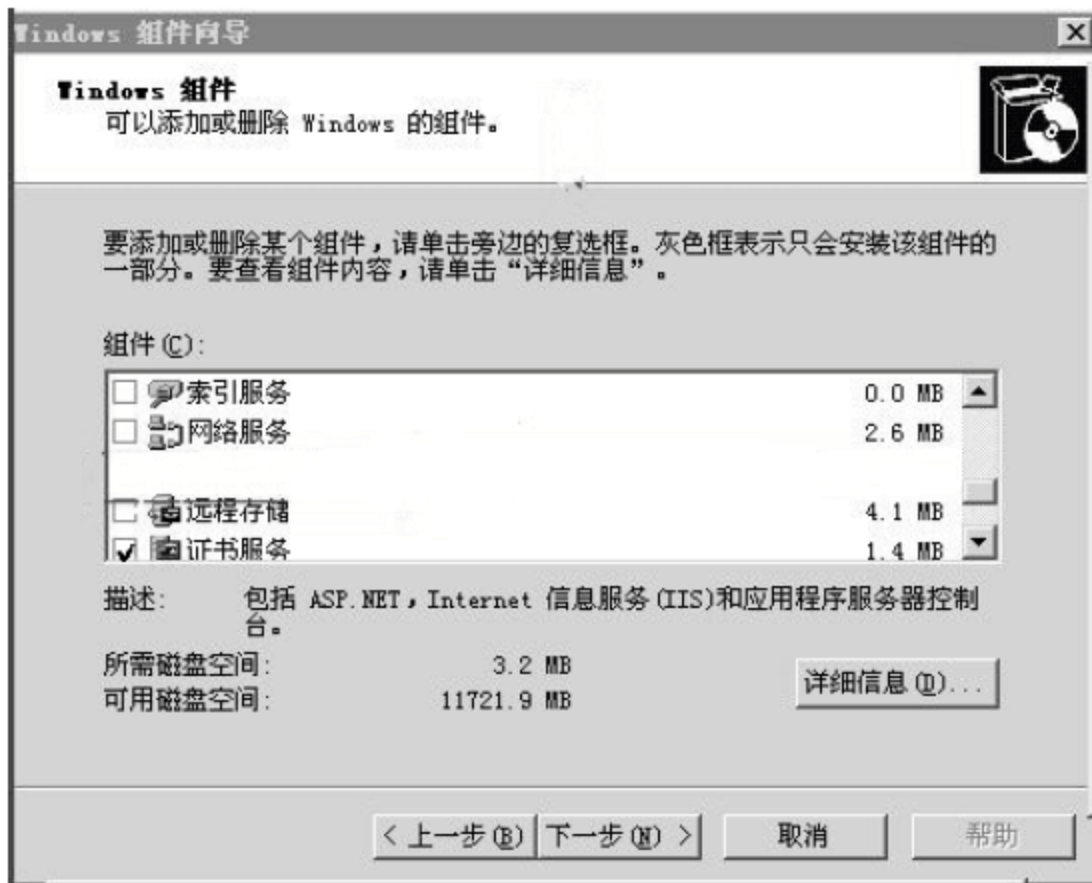 Windows 组件向导
Windows 组件
可以添加或删除 Windows 的组件。
要添加或删除某个组件，请单击旁边的复选框。灰色框表示只会安装该组件的
一部分。要查看组件内容，请单击“详细信息”。
组件(C):
索引服务 0.0 MB
网络服务 2.6 MB
远程存储 4.1 MB
证书服务 1.4 MB
描述: 包括 ASP.NET，Internet 信息服务(IIS)和应用程序服务器控制
台。
所需磁盘空间: 3.2 MB
可用磁盘空间: 11721.9 MB
详细信息(D)...
< 上一步(B) 下一步(N) > 取消 帮助